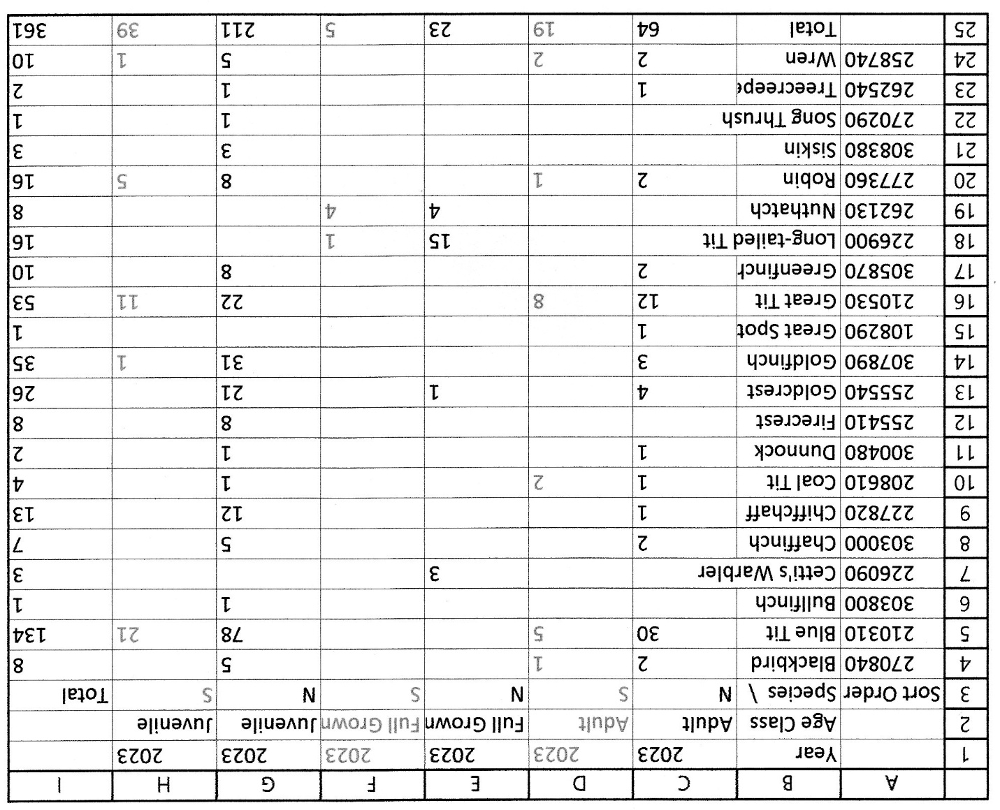 A B C D E F G H I
1 Year 2023 2023 2023 2023 2023 2023
2 Age Class Adult Adult Full Grown Full Grown Juvenile Juvenile
3 Sort Order Species \ N S N S N S Total
4 270840 Blackbird 2 1 5 8
5 210310 Blue Tit 30 5 78 21 134
6 303800 Bullfinch 1 1
7 226090 Cetti's Warbler 3 3
8 303000 Chaffinch 2 5 7
9 227820 Chiffchaff 1 12 13
10 208610 Coal Tit 1 2 1 4
11 300480 Dunnock 1 1 2
12 255410 Firecrest 8 8
13 255540 Goldcrest 4 1 21 26
14 307890 Goldfinch 3 31 1 35
15 108290 Great Spot 1 1
16 210530 Great Tit 12 8 22 11 53
17 305870 Greenfinch 2 8 10
18 226900 Long-tailed Tit 15 1 16
19 262130 Nuthatch 4 4 8
20 277360 Robin 2 1 8 5 16
21 308380 Siskin 3 3
22 270290 Song Thrush 1 1
23 262540 Treecreepe 1 1 2
24 258740 Wren 2 2 5 1 10
25 Total 64 19 23 5 211 39 361